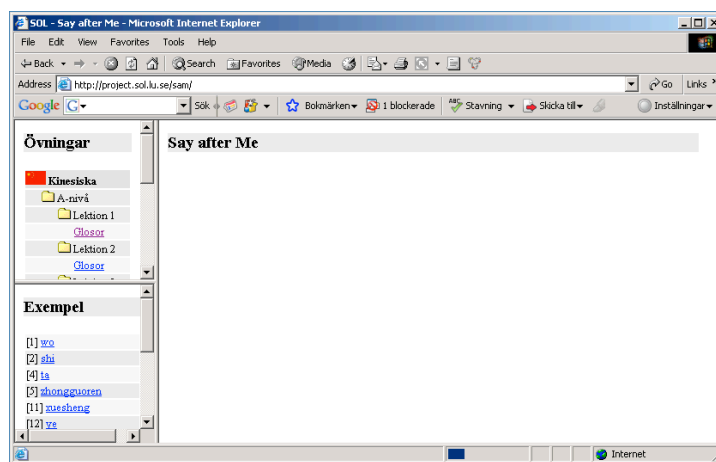 SOL - Say after Me - Microsoft Internet Explorer
File Edit View Favorites Tools Help
Back Search Favorites Media
Address http://project.sol.lu.se/sam/ Go Links »
Google G Sök Bokmärken 1 blockerade ABC Stavning Skicka till Inställningar
Övningar
Kinesiska
A-nivå
Lektion 1
Glosor
Lektion 2
Glosor
Exempel
[1] wo
[2] shi
[4] ta
[5] zhongguoren
[11] xuesheng
[12] ye
Say after Me
Internet